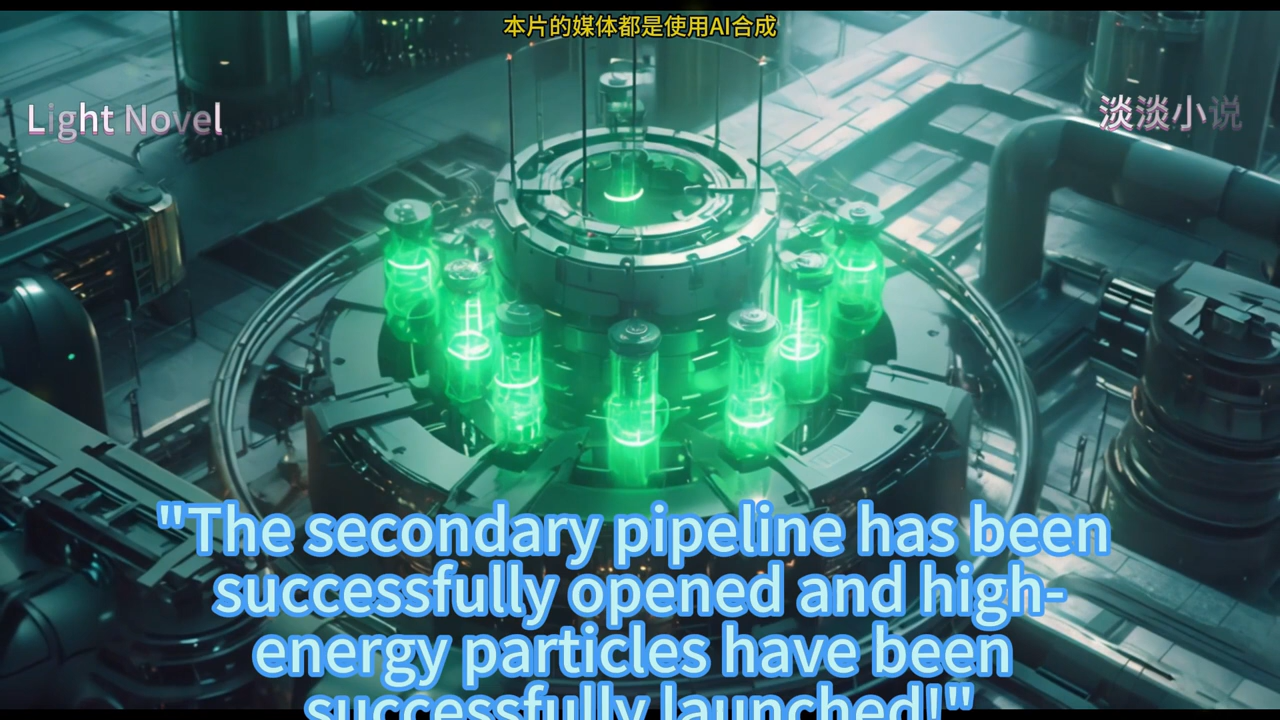 本片的媒体都是使用AI合成
Light Novel
淡淡小说
"The secondary pipeline has been
successfully opened and high-
energy particles have been
successfully launched!"